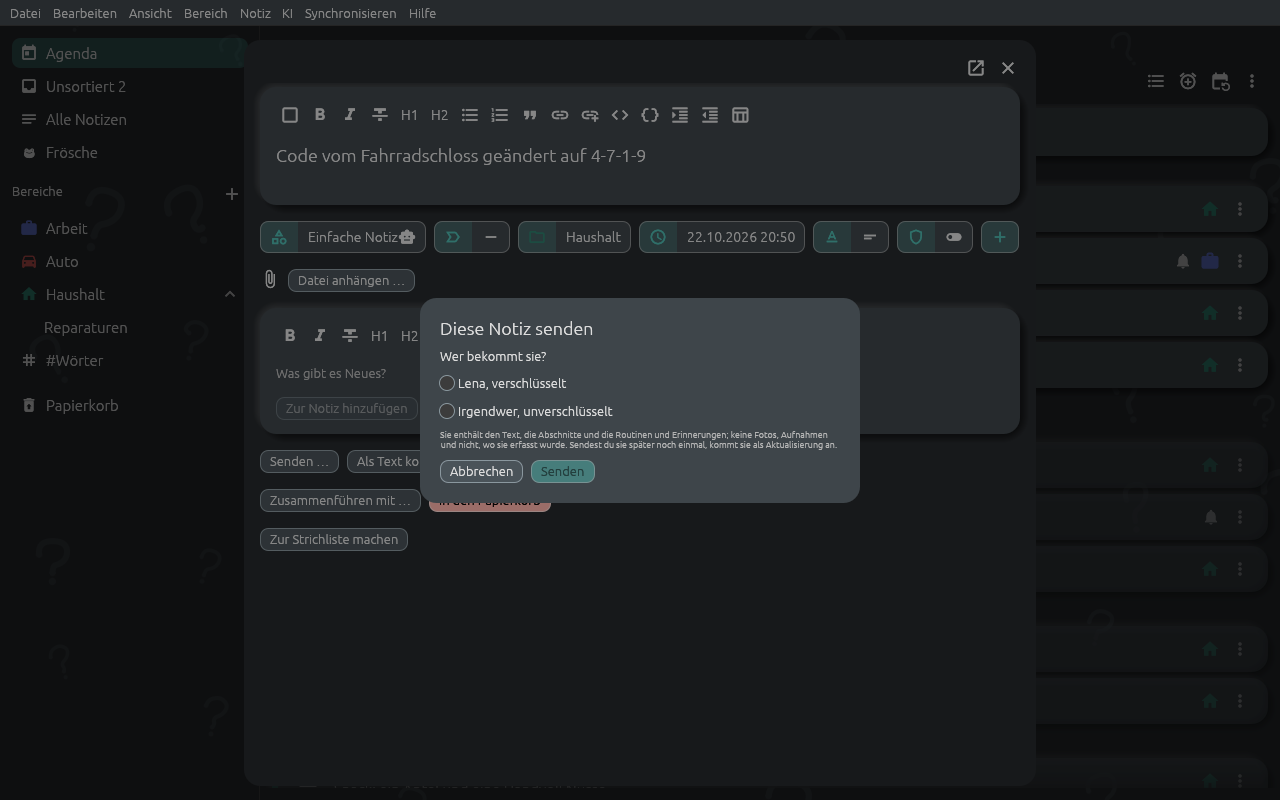 Datei Bearbeiten Ansicht Bereich Notiz KI Synchronisieren Hilfe
Agenda
Unsortiert 2
Alle Notizen
Frösche
Bereiche
Arbeit
Auto
Haushalt
Reparaturen
#Wörter
Papierkorb
H1 H2
Code vom Fahrradschloss geändert auf 4-7-1-9
Einfache Notiz
Haushalt
22.10.2026 20:50
Datei anhängen …
H1 H2
Was gibt es Neues?
Zur Notiz hinzufügen
Senden …
Als Text ko
Zusammenführen mit …
Zur Strichliste machen
Diese Notiz senden
Wer bekommt sie?
Lena, verschlüsselt
Irgendwer, unverschlüsselt
Sie enthält den Text, die Abschnitte und die Routinen und Erinnerungen; keine Fotos, Aufnahmen
und nicht, wo sie erfasst wurde. Sendest du sie später noch einmal, kommt sie als Aktualisierung an.
Abbrechen
Senden